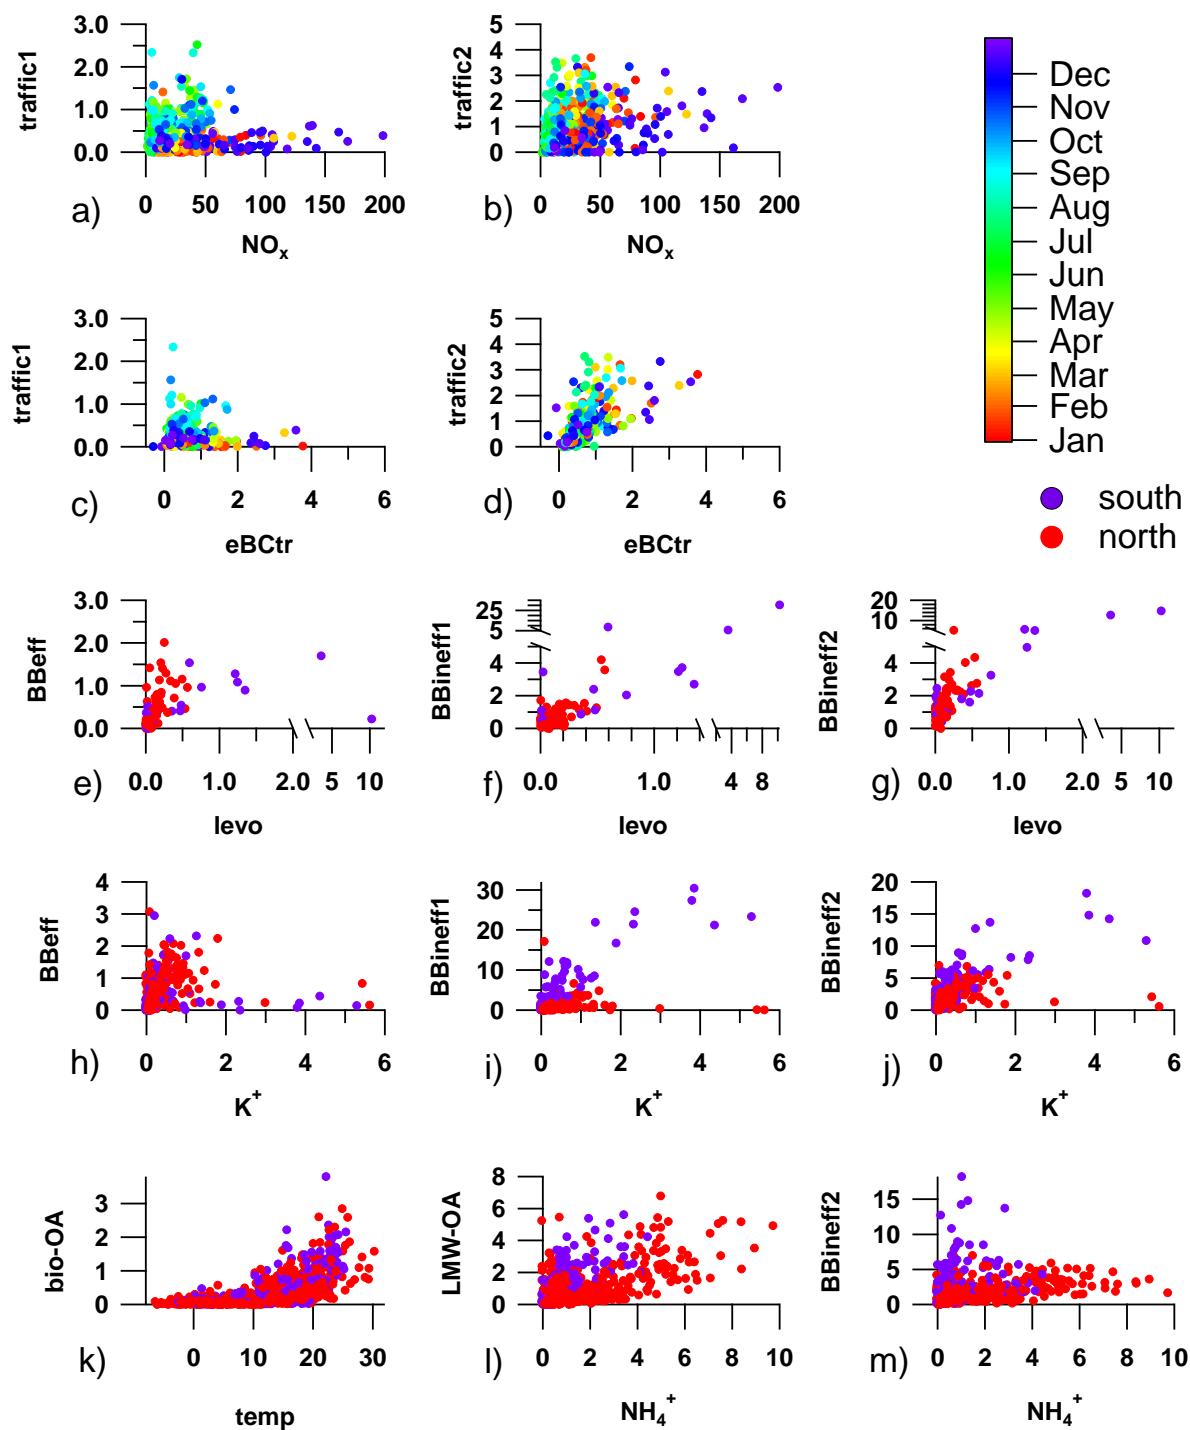 3.0
2.0
1.0
0.0
traffic1
0 50 100 150 200
a)
NOx
5
4
3
2
1
0
traffic2
0 50 100 150 200
b)
NOx
Dec
Nov
Oct
Sep
Aug
Jul
Jun
May
Apr
Mar
Feb
Jan
south
north
3.0
2.0
1.0
0.0
traffic1
0 2 4 6
c)
eBCtr
5
4
3
2
1
0
traffic2
0 2 4 6
d)
eBCtr
3.0
2.0
1.0
0.0
BBeff
0.0 1.0 2.0 5 10
e)
levo
25
5
4
2
0
BBineff1
0.0 1.0 4 8
f)
levo
20
10
4
2
0
BBineff2
0.0 1.0 2.0 5 10
g)
levo
4
3
2
1
0
BBeff
0 2 4 6
h)
K+
30
20
10
0
BBineff1
0 2 4 6
i)
K+
20
15
10
5
0
BBineff2
0 2 4 6
j)
K+
3
2
1
0
bio-OA
0 10 20 30
k)
temp
8
6
4
2
0
LMW-OA
0 2 4 6 8 10
l)
NH4+
15
10
5
0
BBineff2
0 2 4 6 8 10
m)
NH4+